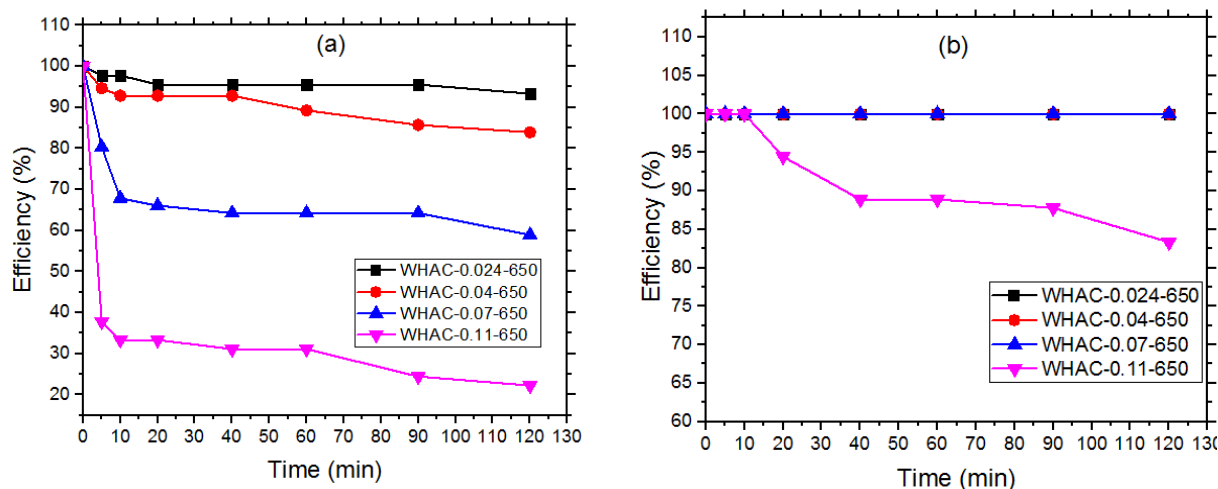 (a)
Efficiency (%)
110
100
90
80
70
60
50
40
30
20
WHAC-0.024-650
WHAC-0.04-650
WHAC-0.07-650
WHAC-0.11-650
0 10 20 30 40 50 60 70 80 90 100 110 120 130
Time (min)
(b)
Efficiency (%)
110
105
100
95
90
85
80
75
70
65
60
WHAC-0.024-650
WHAC-0.04-650
WHAC-0.07-650
WHAC-0.11-650
0 10 20 30 40 50 60 70 80 90 100 110 120 130
Time (min)